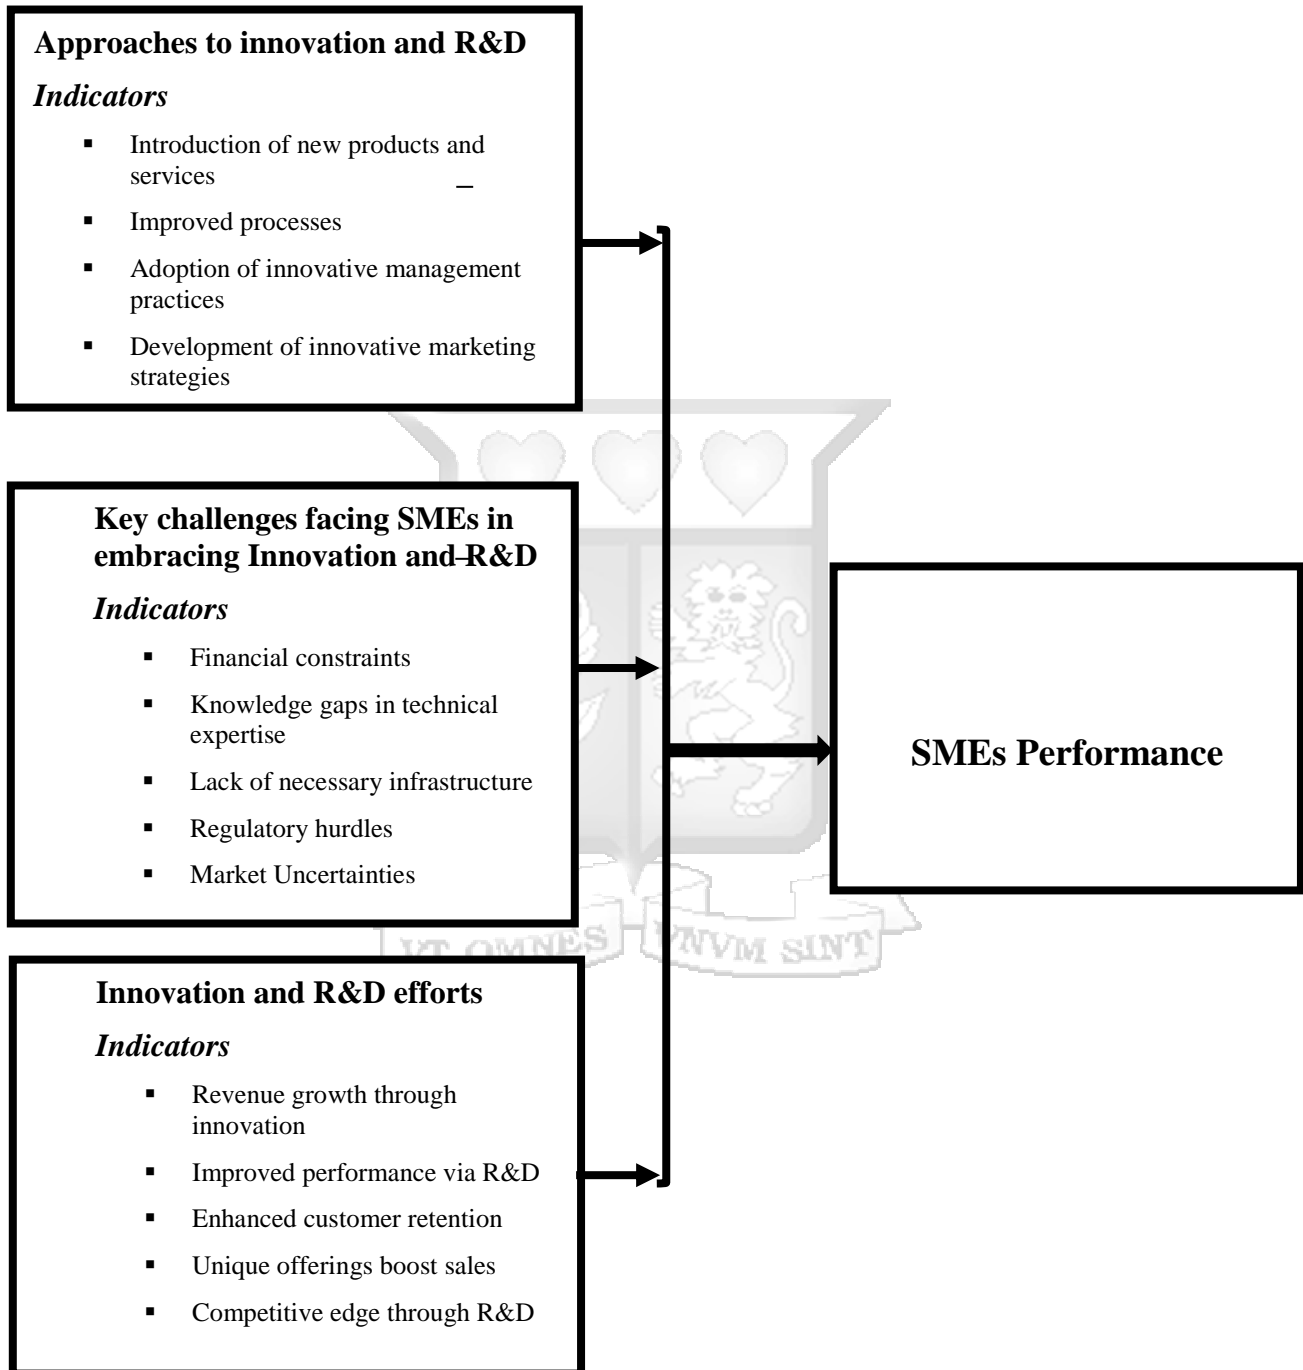 Approaches to innovation and R&D
Indicators
▪ Introduction of new products and
services
▪ Improved processes
▪ Adoption of innovative management
practices
▪ Development of innovative marketing
strategies
Key challenges facing SMEs in
embracing Innovation and R&D
Indicators
▪ Financial constraints
▪ Knowledge gaps in technical
expertise
▪ Lack of necessary infrastructure
▪ Regulatory hurdles
▪ Market Uncertainties
SMEs Performance
VT OMNES VNVM SINT
Innovation and R&D efforts
Indicators
▪ Revenue growth through
innovation
▪ Improved performance via R&D
▪ Enhanced customer retention
▪ Unique offerings boost sales
▪ Competitive edge through R&D